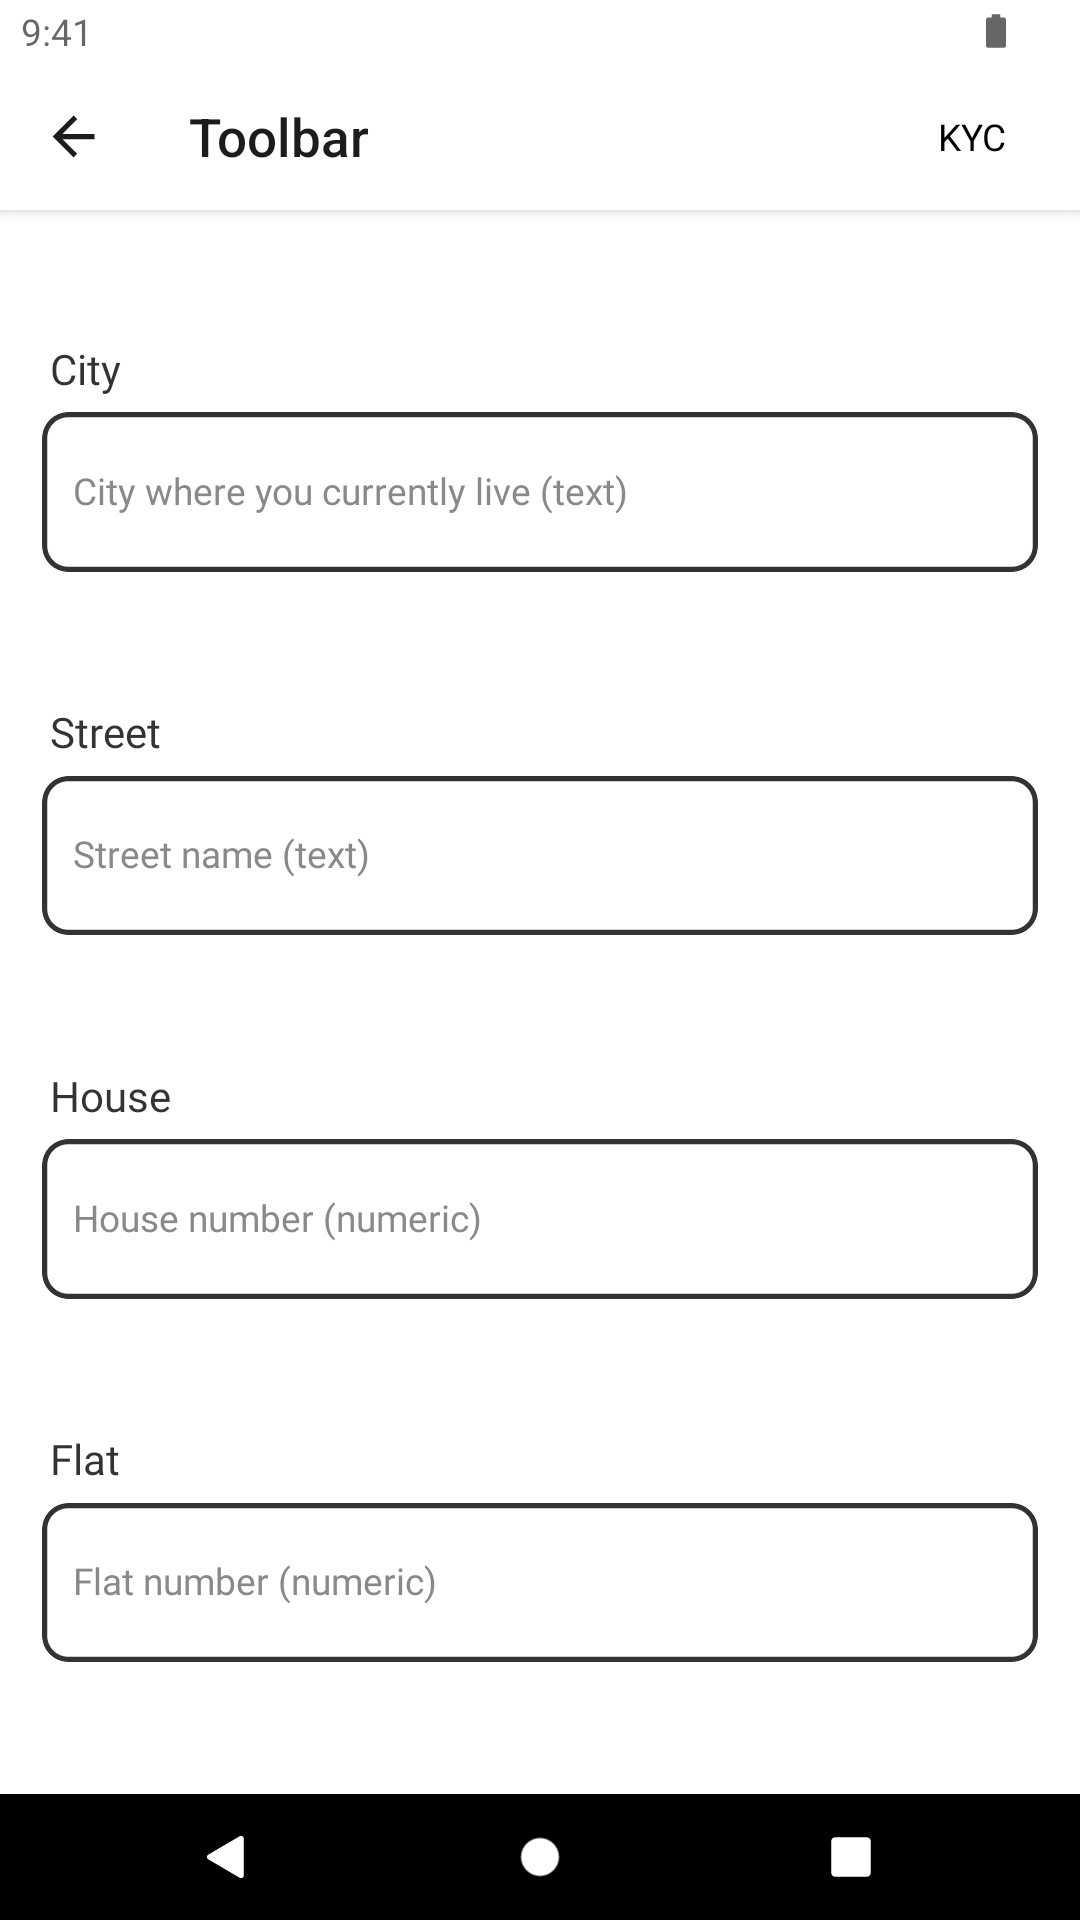 9:41
Toolbar KYC
City
City where you currently live (text)
Street
Street name (text)
House
House number (numeric)
Flat
Flat number (numeric)